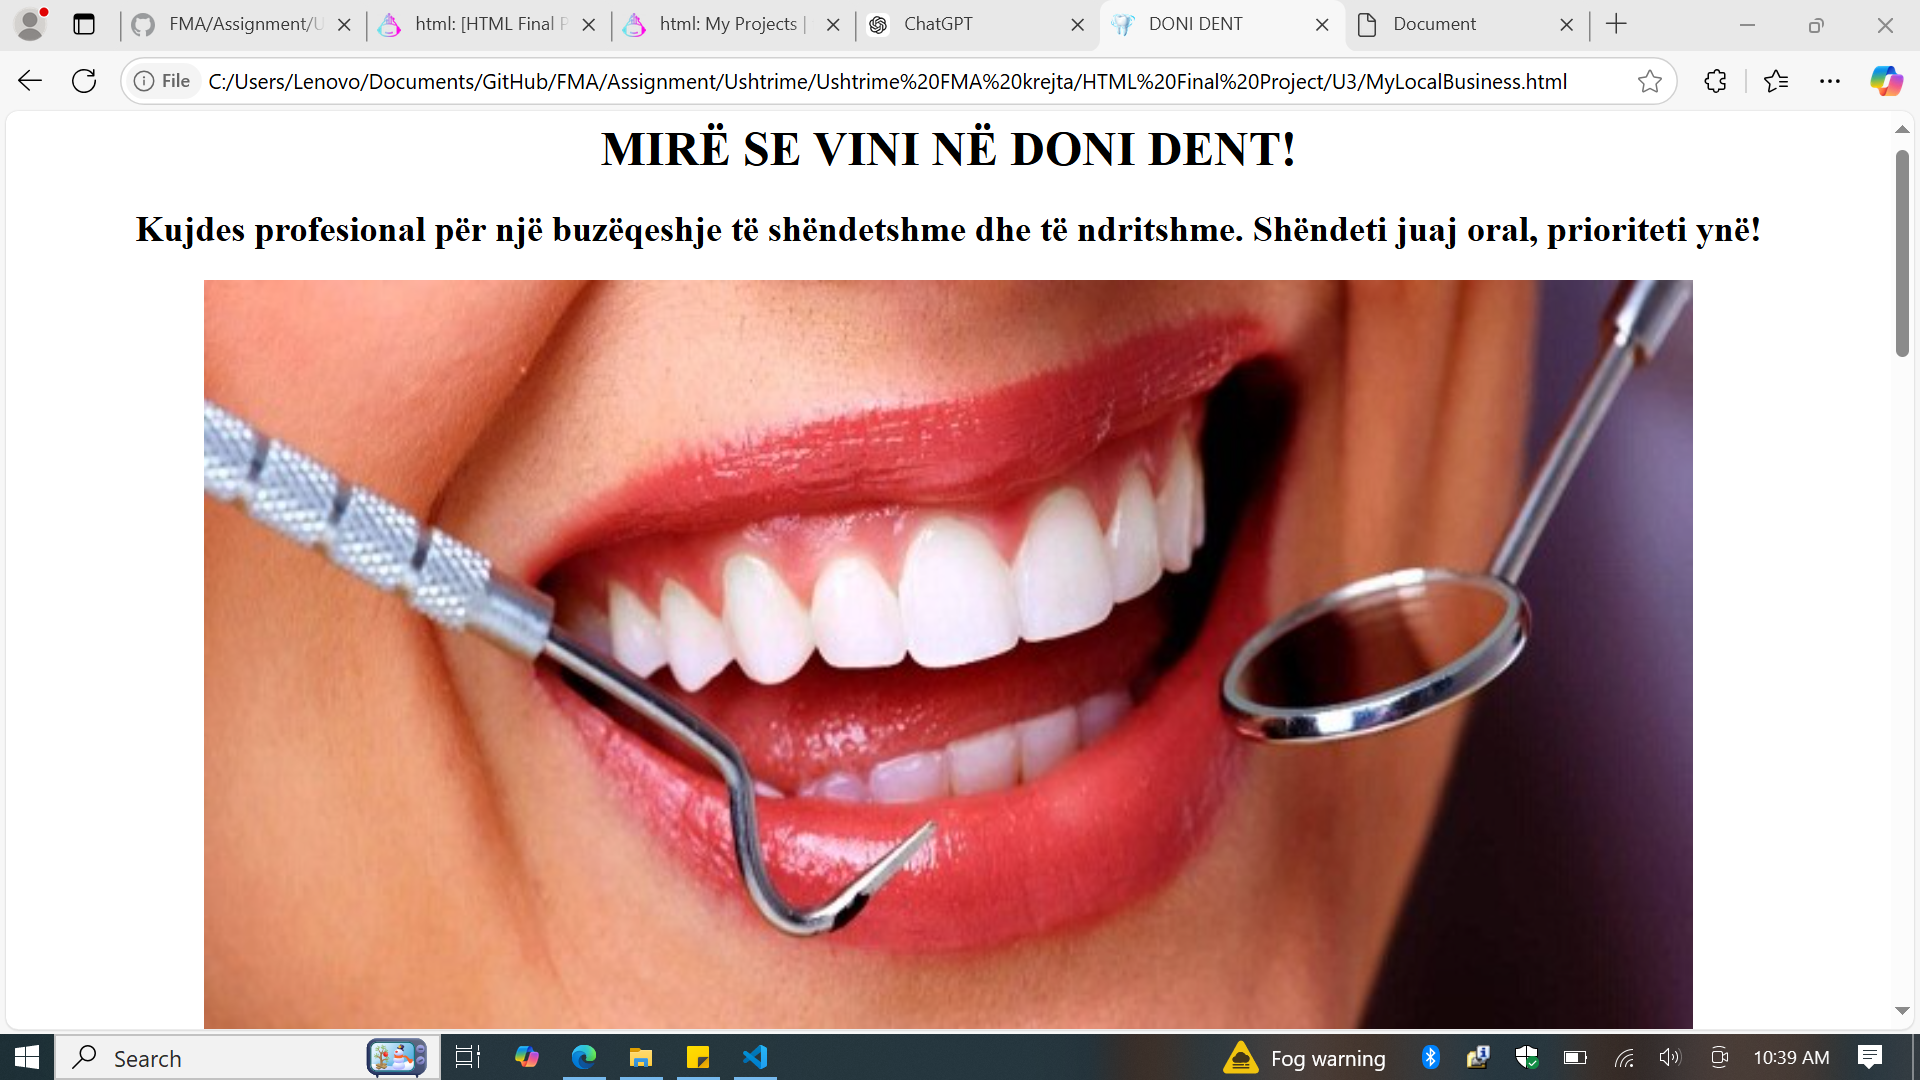 FMA/Assignment/U
html: [HTML Final P
html: My Projects |
ChatGPT
DONI DENT
Document
File
C:/Users/Lenovo/Documents/GitHub/FMA/Assignment/Ushtrime/Ushtrime%20FMA%20krejta/HTML%20Final%20Project/U3/MyLocalBusiness.html
MIRË SE VINI NË DONI DENT!
Kujdes profesional për një buzëqeshje të shëndetshme dhe të ndritshme. Shëndeti juaj oral, prioriteti ynë!
Search
Fog warning
10:39 AM